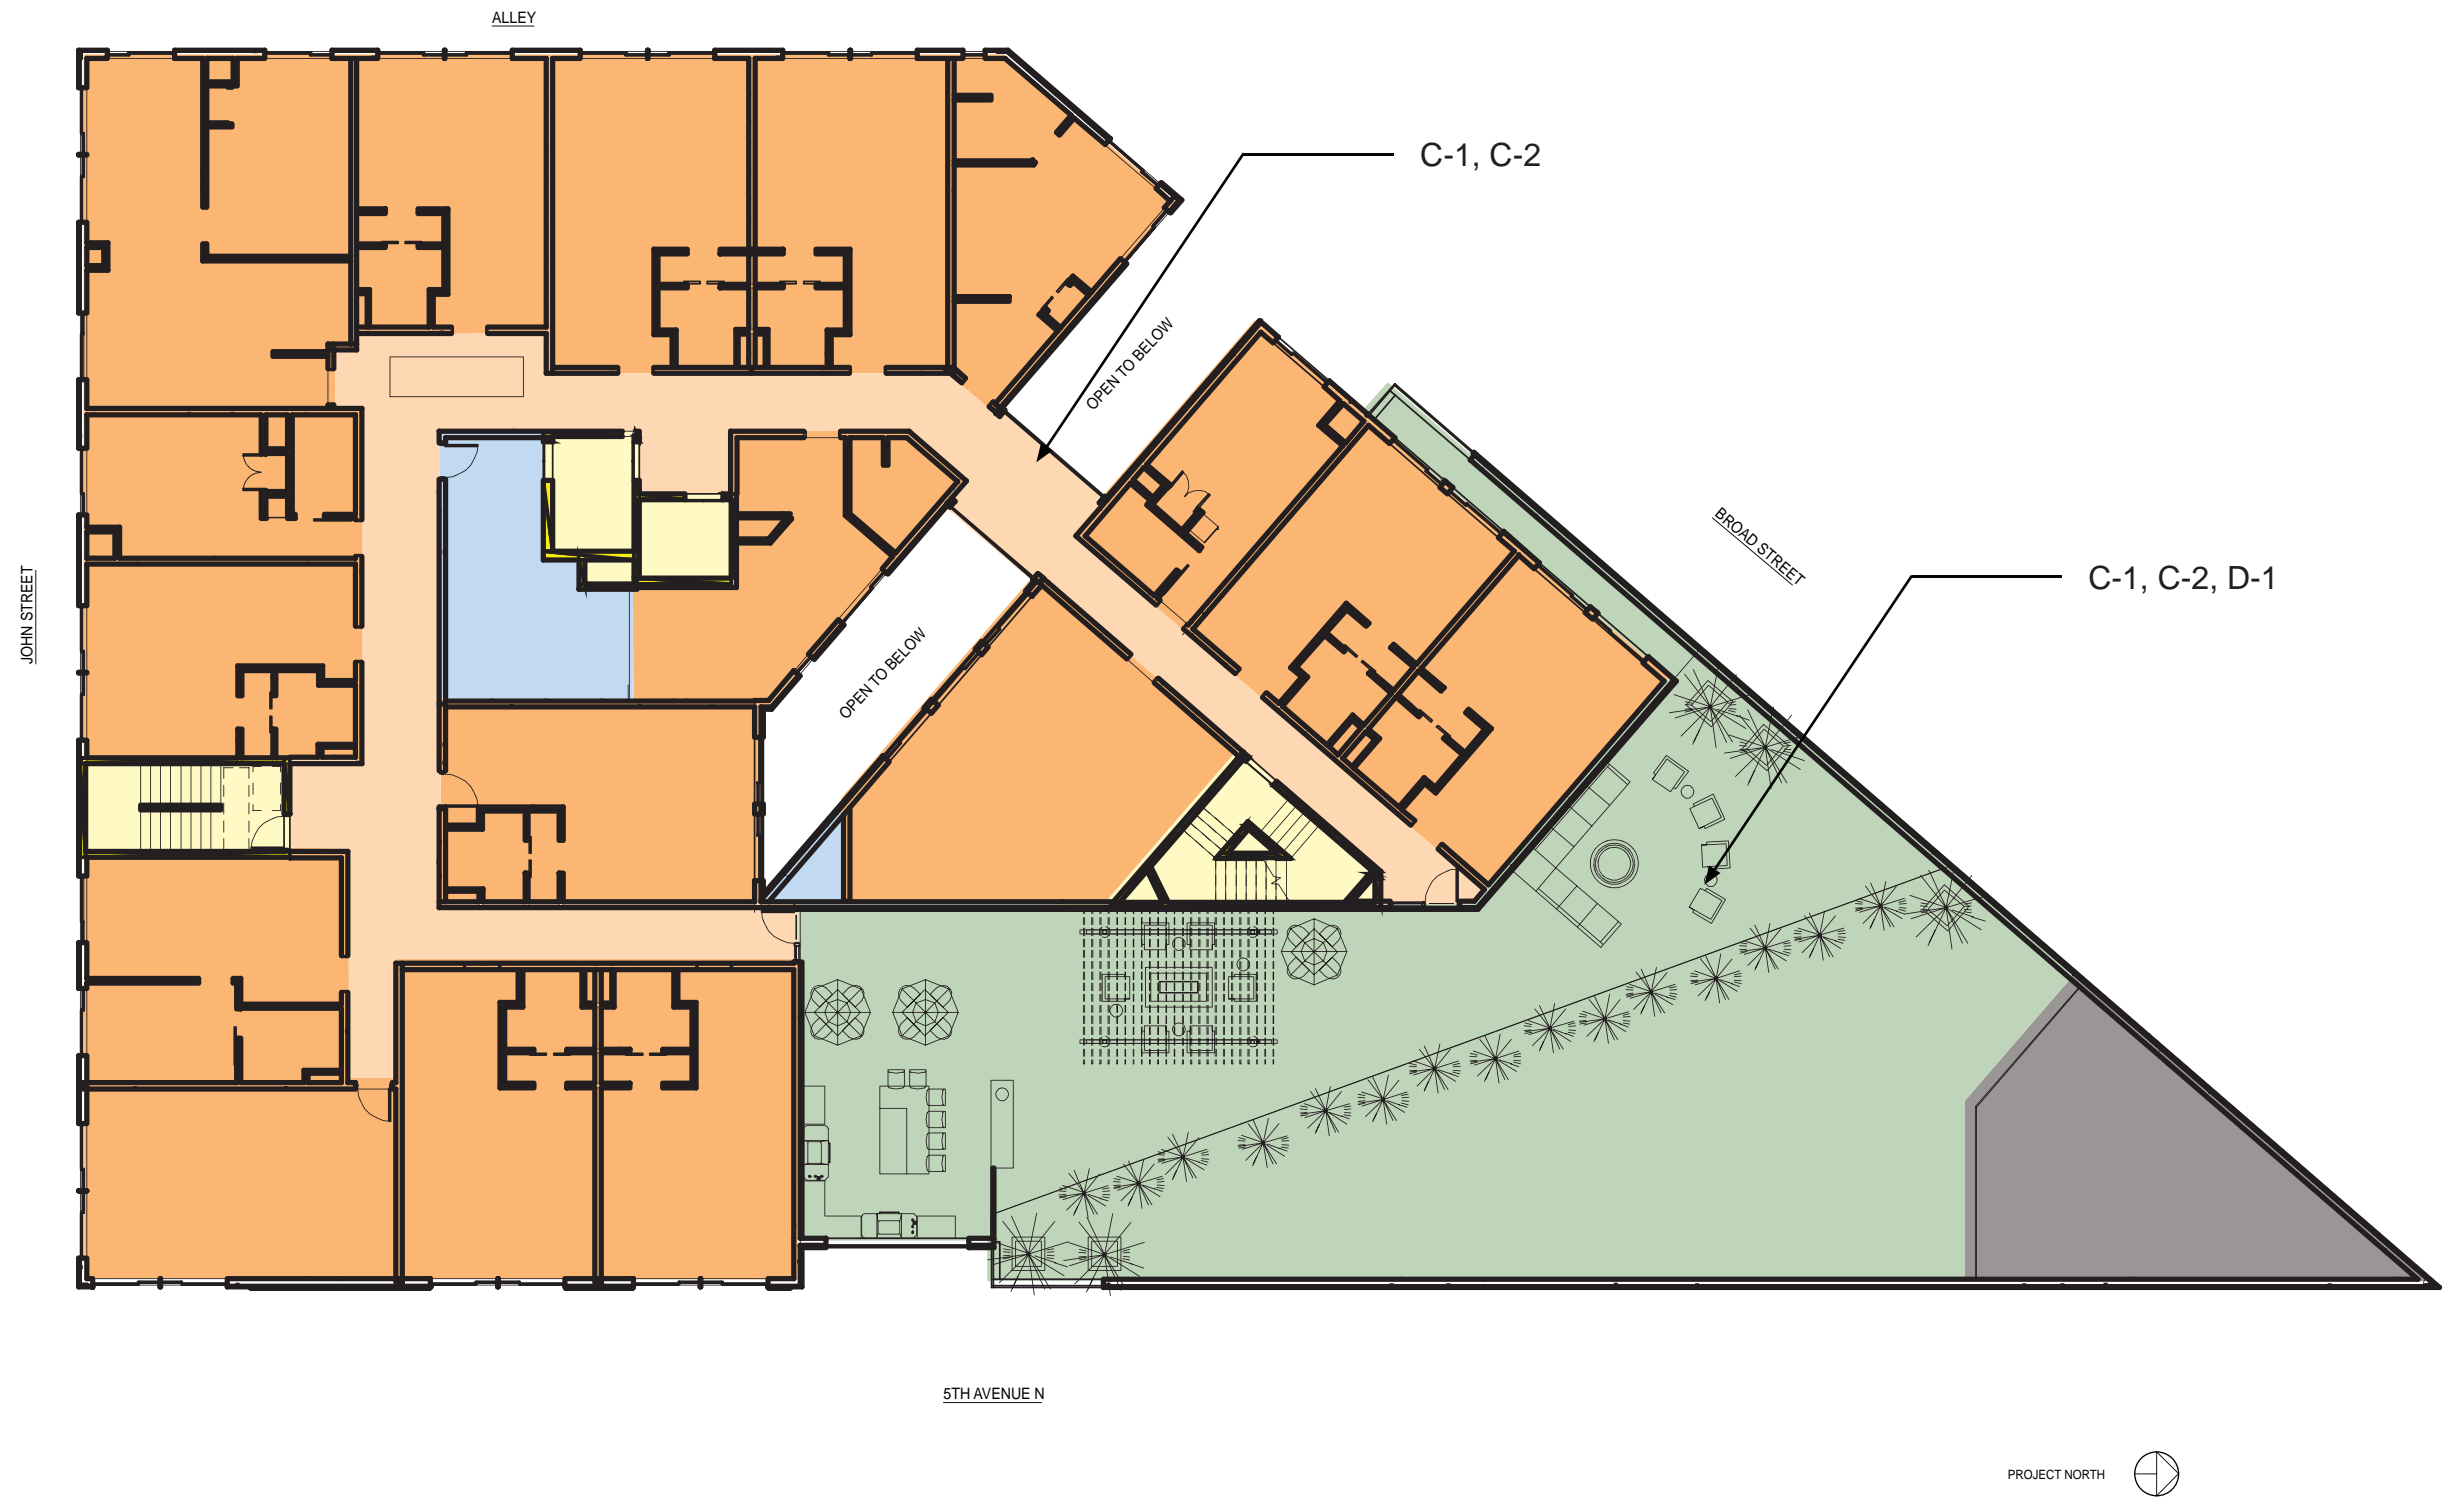 ALLEY
C-1, C-2
OPEN TO BELOW
BROAD STREET
C-1, C-2, D-1
JOHN STREET
OPEN TO BELOW
5TH AVENUE N
PROJECT NORTH